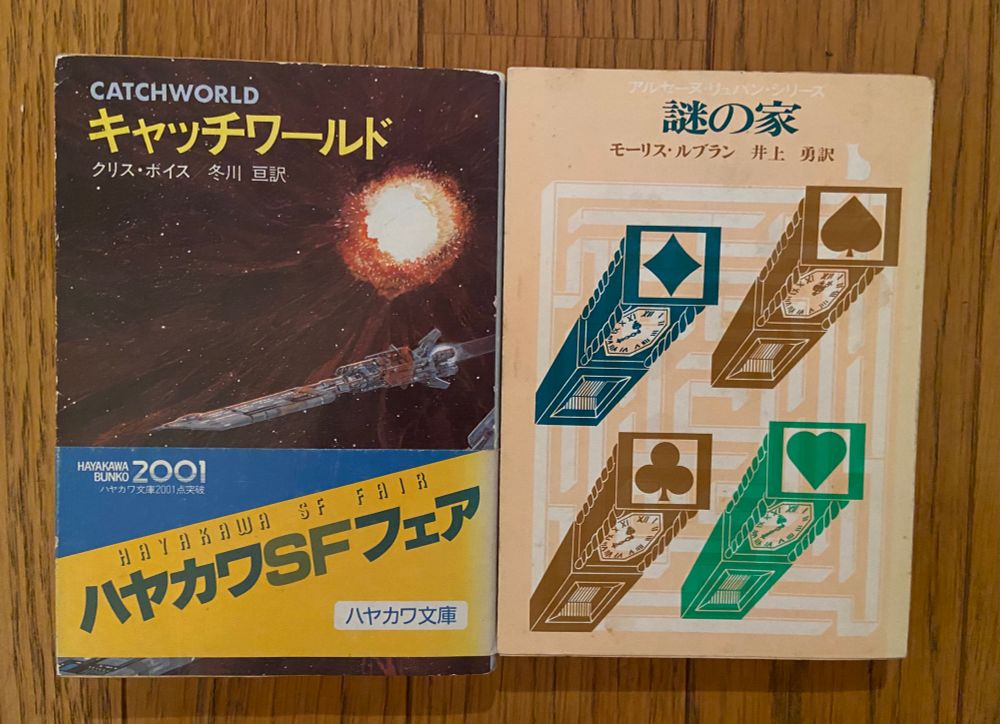 CATCHWORLD
キャッチワールド
クリス・ボイス 冬川 亘訳
HAYAKAWA
BUNKO 2001
ハヤカワ文庫2001点突破
HAYAKAWA SF FAIR
ハヤカワSFフェア
ハヤカワ文庫
アルセーヌ・リュパン・シリーズ
謎の家
モーリス・ルブラン 井上 勇訳